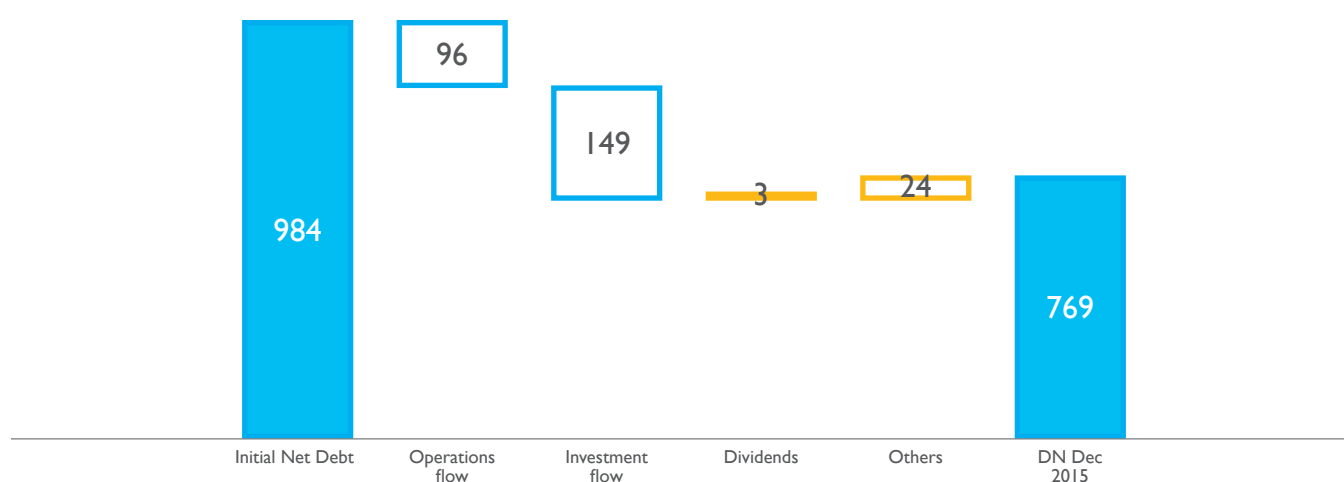 96
149
3
24
984
769
Initial Net Debt
Operations
flow
Investment
flow
Dividends
Others
DN Dec
2015